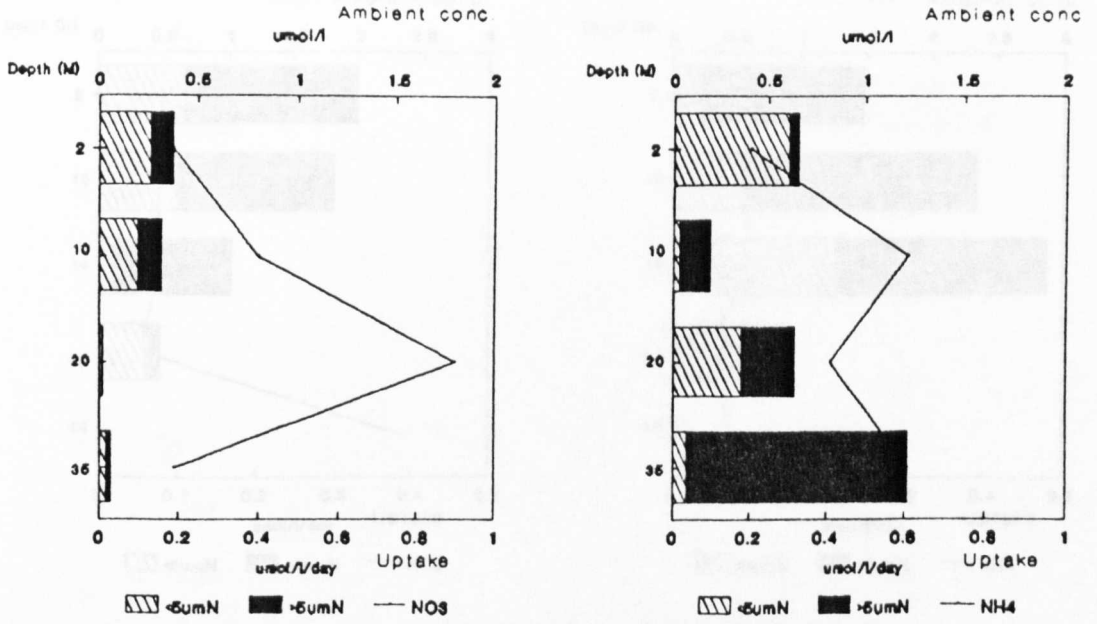 Ambient conc
umol/l
Depth (M)
0 0.5 1 1.5 2
2
10
20
36
0 0.2 0.4 0.6 0.8 1
umol/l/day Uptake
<5umN >5umN NO3
Ambient conc
umol/l
Depth (M)
0 0.5 1 1.5 2
2
10
20
35
0 0.2 0.4 0.6 0.8 1
umol/l/day Uptake
<5umN >5umN NH4